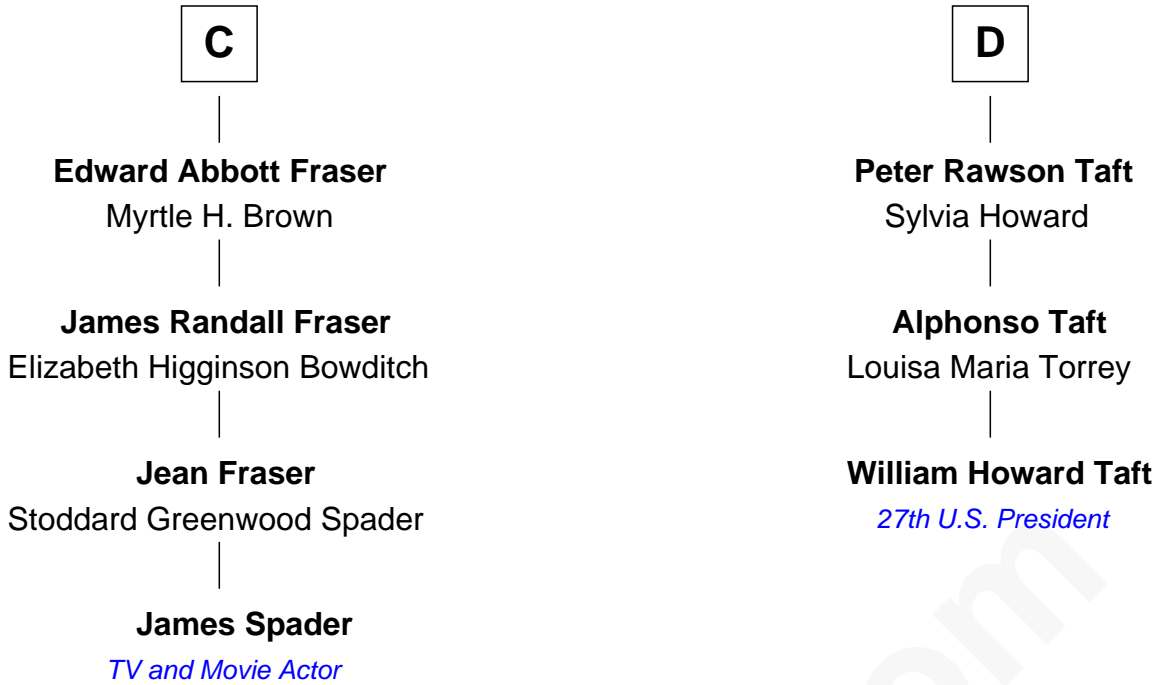 C
Edward Abbott Fraser
Myrtle H. Brown
James Randall Fraser
Elizabeth Higginson Bowditch
Jean Fraser
Stoddard Greenwood Spader
James Spader
TV and Movie Actor
D
Peter Rawson Taft
Sylvia Howard
Alphonso Taft
Louisa Maria Torrey
William Howard Taft
27th U.S. President
om